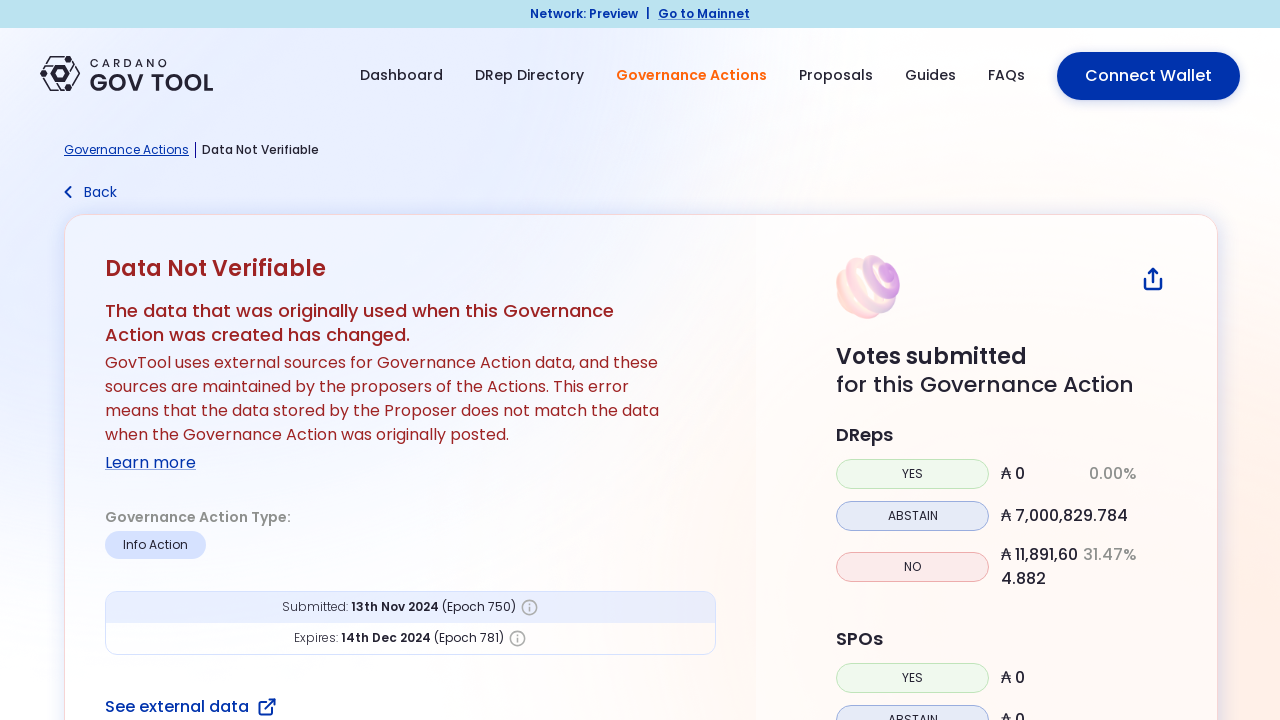 Network: Preview | Go to Mainnet
CARDANO
GOV TOOL
Dashboard
DRep Directory
Governance Actions
Proposals
Guides
FAQs
Connect Wallet
Governance Actions | Data Not Verifiable
Back
Data Not Verifiable
The data that was originally used when this Governance
Action was created has changed.
GovTool uses external sources for Governance Action data, and these
sources are maintained by the proposers of the Actions. This error
means that the data stored by the Proposer does not match the data
when the Governance Action was originally posted.
Learn more
Governance Action Type:
Info Action
Submitted: 13th Nov 2024 (Epoch 750)
Expires: 14th Dec 2024 (Epoch 781)
See external data
Votes submitted
for this Governance Action
DReps
YES ₳ 0 0.00%
ABSTAIN ₳ 7,000,829.784
NO ₳ 11,891,60 31.47%
4.882
SPOs
YES ₳ 0
ABSTAIN ₳ 0